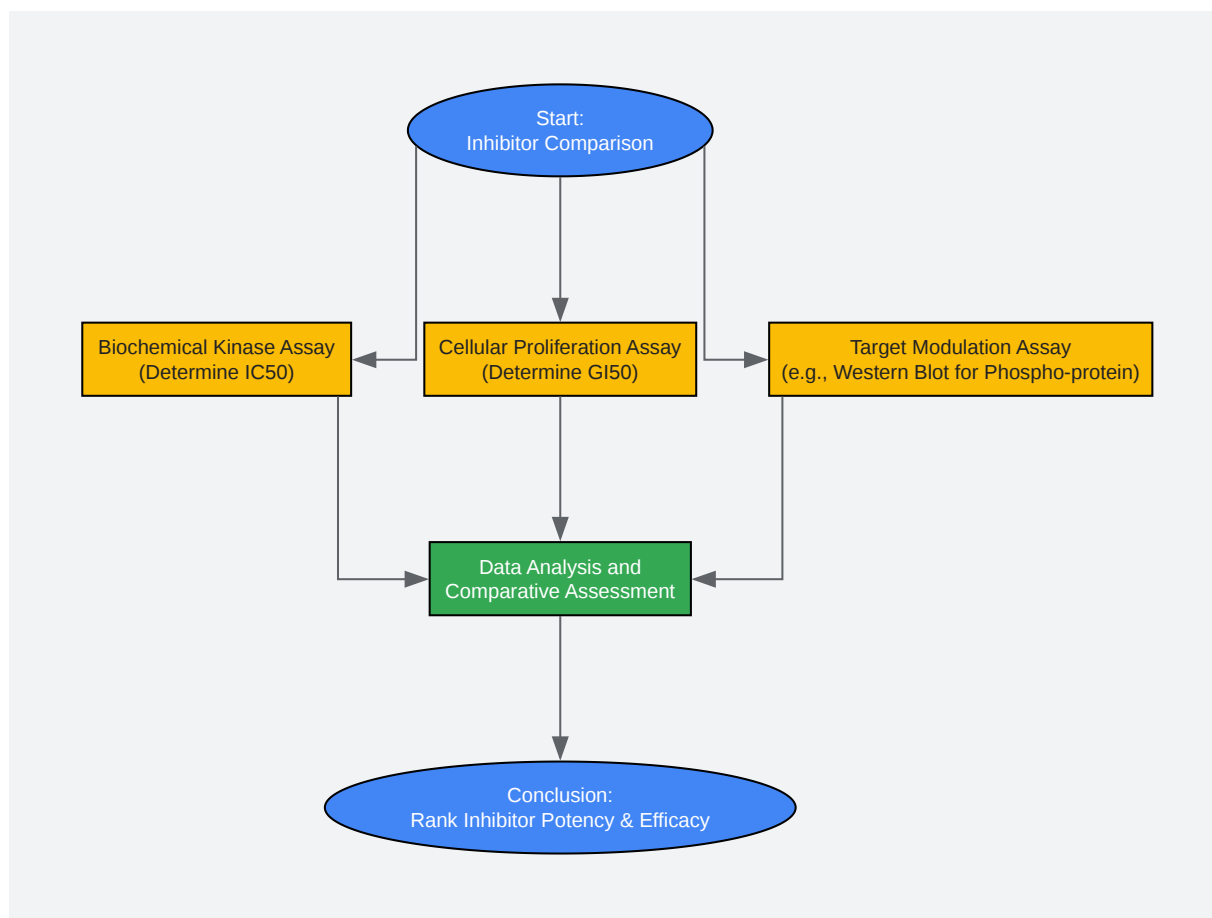 Start:
Inhibitor Comparison
Biochemical Kinase Assay
(Determine IC50)
Cellular Proliferation Assay
(Determine GI50)
Target Modulation Assay
(e.g., Western Blot for Phospho-protein)
Data Analysis and
Comparative Assessment
Conclusion:
Rank Inhibitor Potency & Efficacy